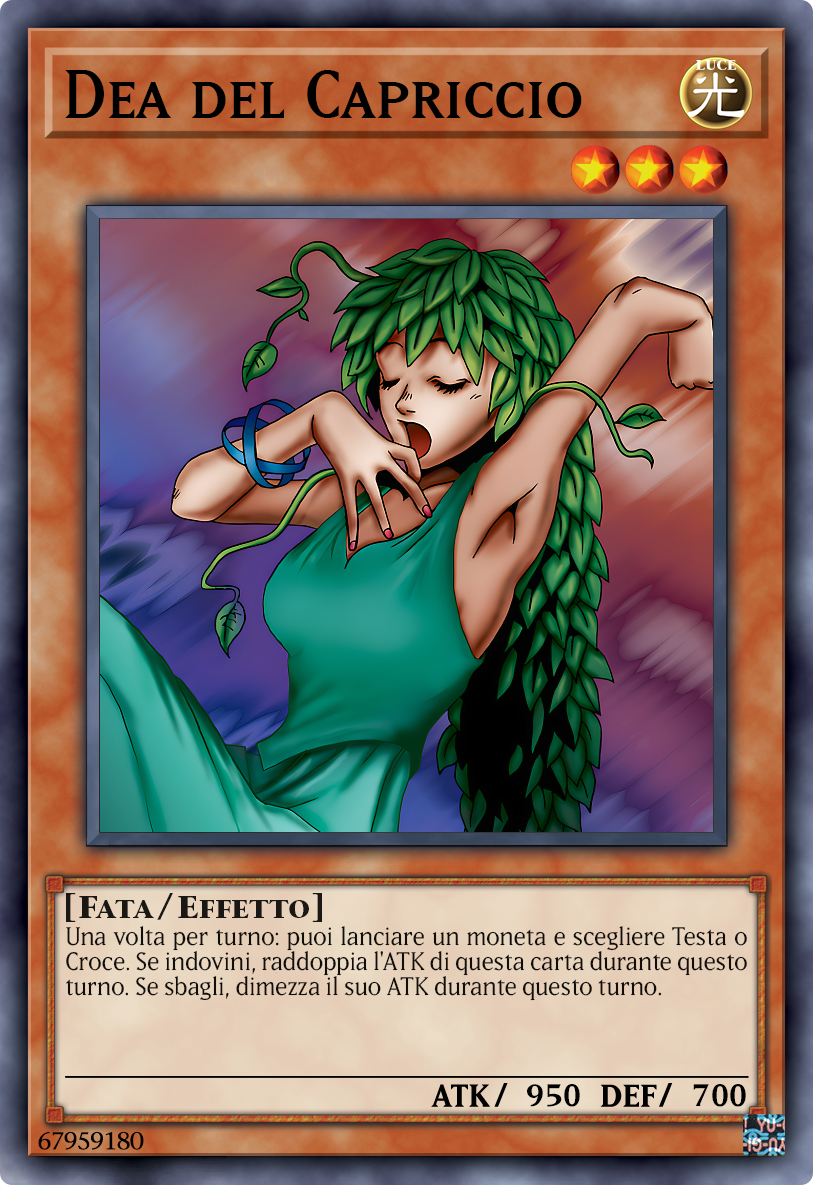 Dea del Capriccio
LUCE
光
[Fata/Effetto]
Una volta per turno: puoi lanciare un moneta e scegliere Testa o
Croce. Se indovini, raddoppia l'ATK di questa carta durante questo
turno. Se sbagli, dimezza il suo ATK durante questo turno.
ATK/ 950 DEF/ 700
67959180